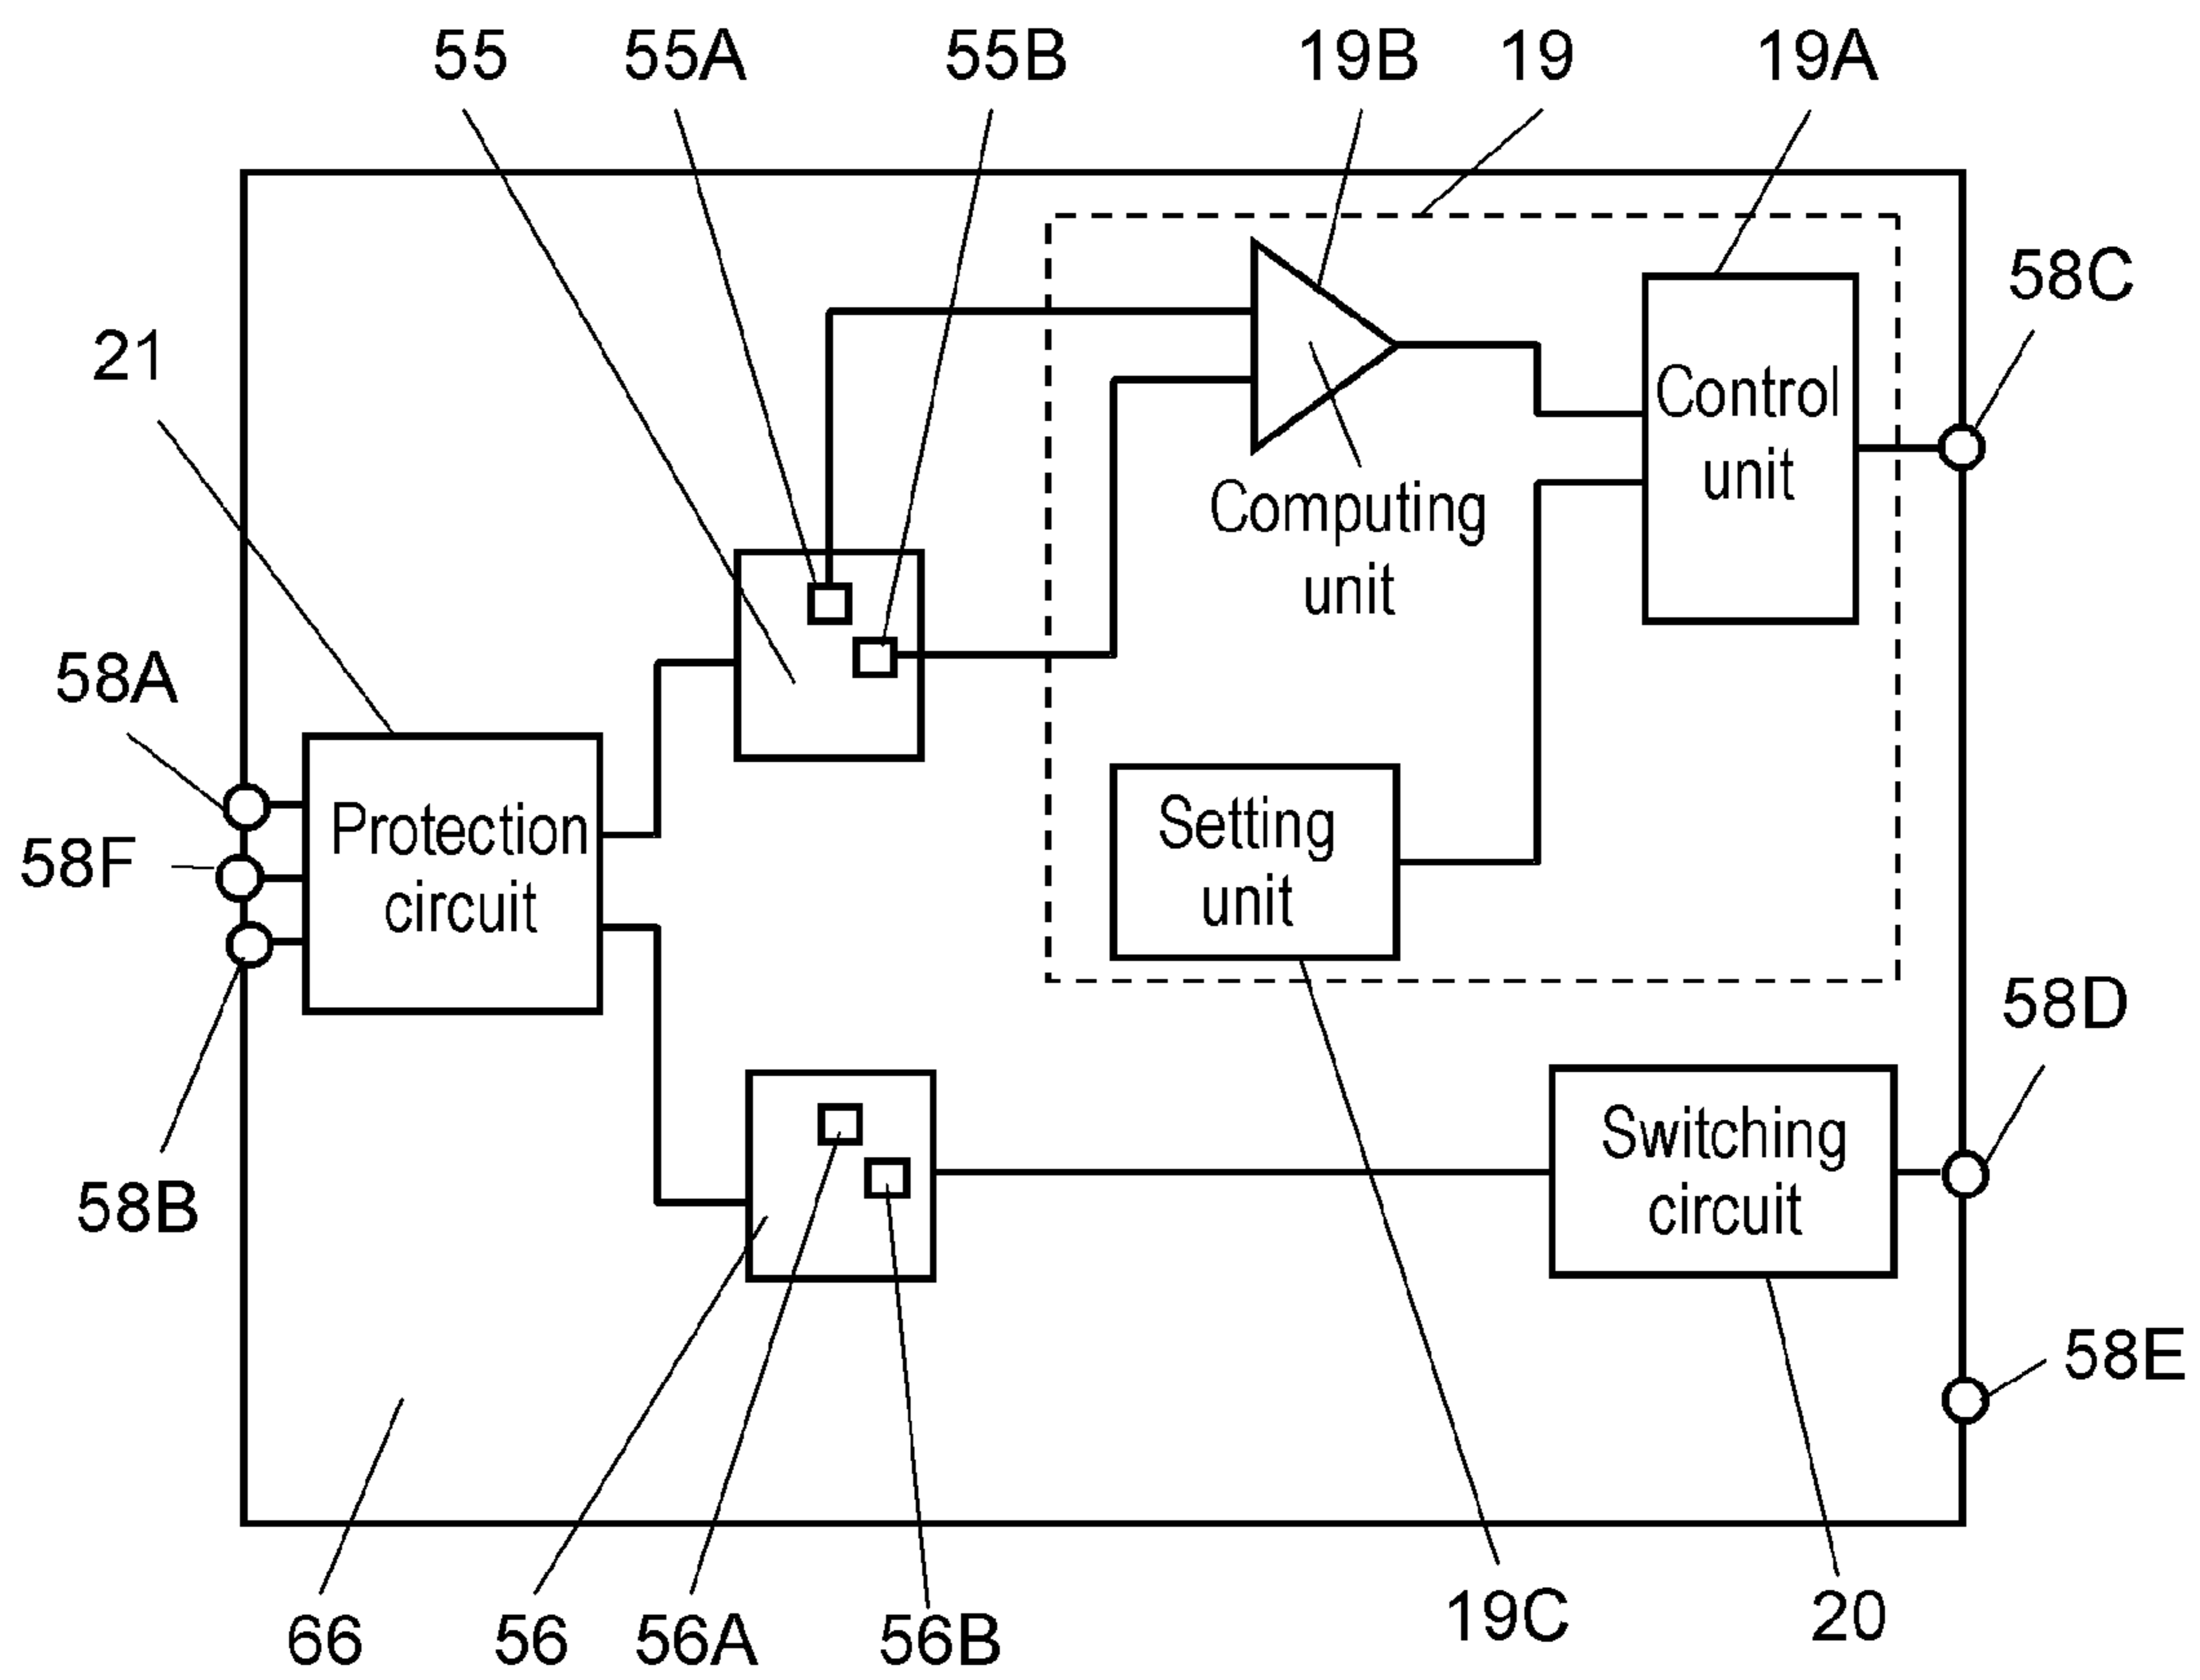 55 55A 55B 19B 19 19A
58C
21
Control
unit
Computing
unit
58A
Protection
circuit
58F
Setting
unit
58D
58B
Switching
circuit
58E
66 56 56A 56B 19C 20